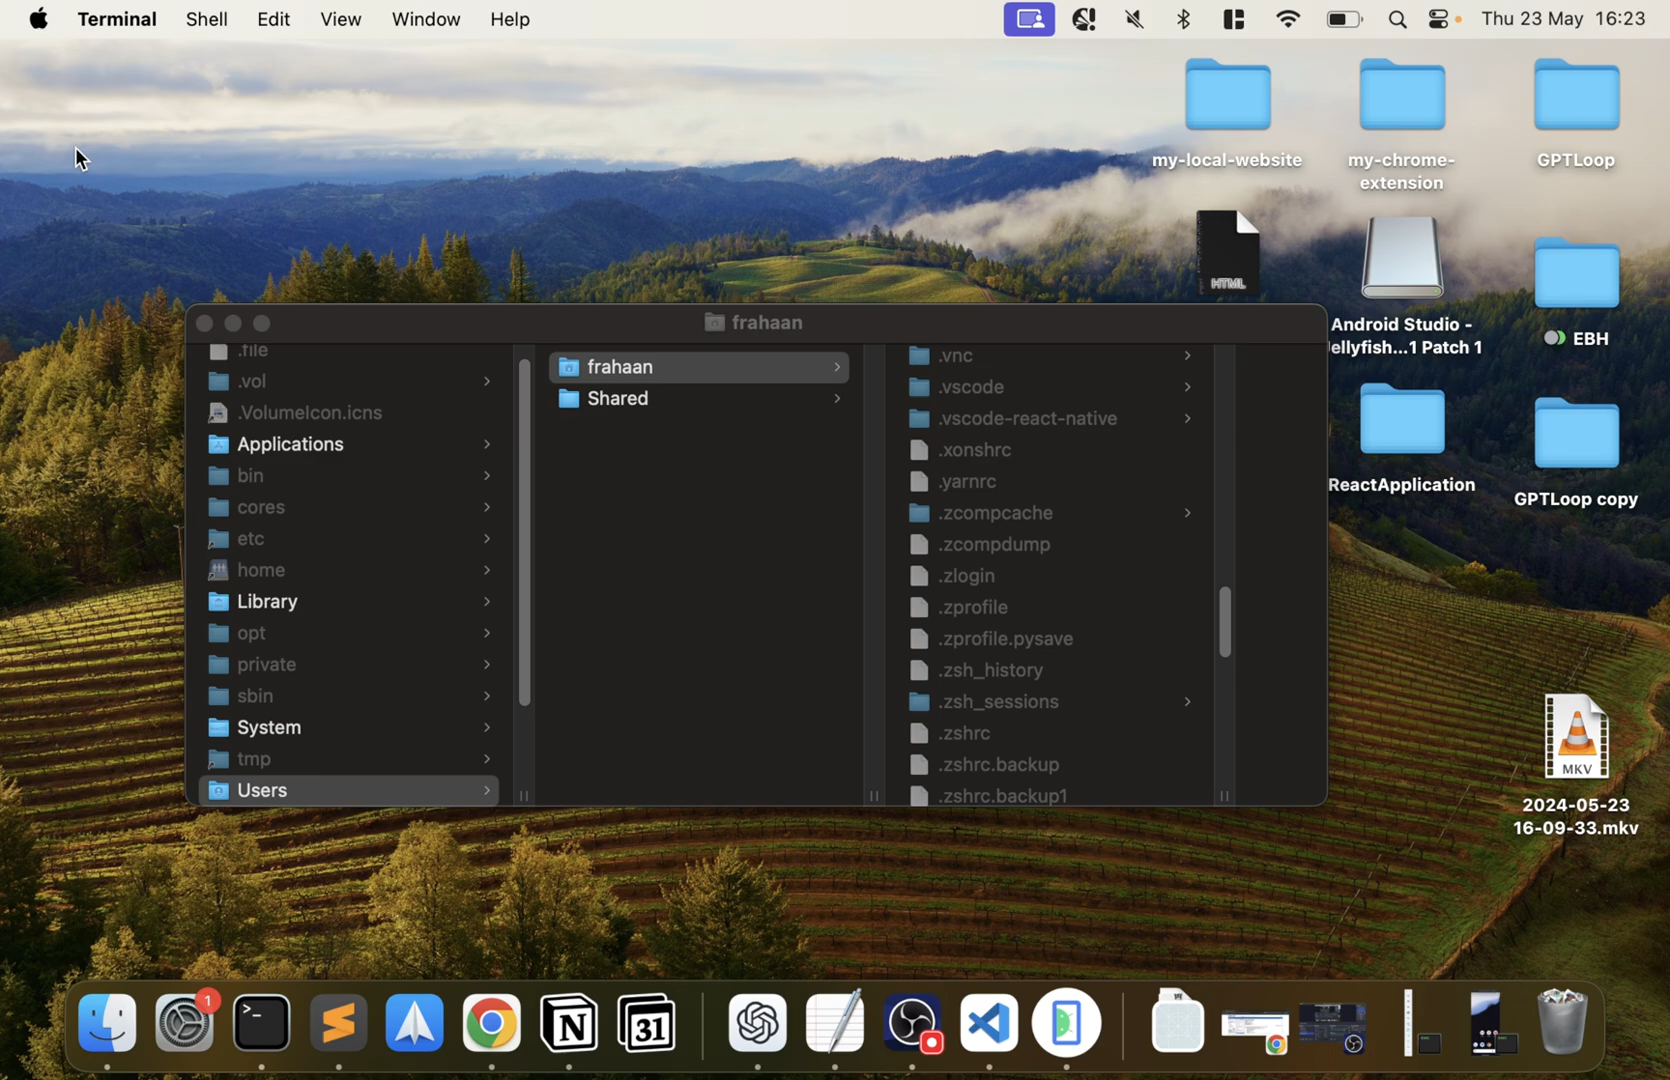 Terminal Shell Edit View Window Help Thu 23 May 16:23
my-local-website
my-chrome-
extension
GPTLoop
HTML
Android Studio -
ellyfish...1 Patch 1
EBH
ReactApplication
GPTLoop copy
MKV
2024-05-23
16-09-33.mkv
frahaan
.file
.vol
.VolumeIcon.icns
Applications
bin
cores
etc
home
Library
opt
private
sbin
System
tmp
Users
frahaan
Shared
.vnc
.vscode
.vscode-react-native
.xonshrc
.yarnrc
.zcompcache
.zcompdump
.zlogin
.zprofile
.zprofile.pysave
.zsh_history
.zsh_sessions
.zshrc
.zshrc.backup
.zshrc.backup1
1
>_
N
31